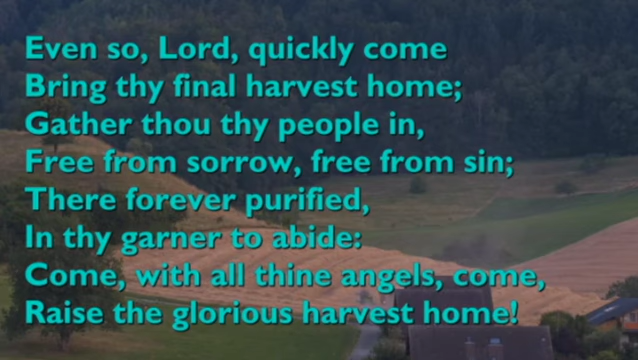 Even so, Lord, quickly come
Bring thy final harvest home;
Gather thou thy people in,
Free from sorrow, free from sin;
There forever purified,
In thy garner to abide:
Come, with all thine angels, come,
Raise the glorious harvest home!